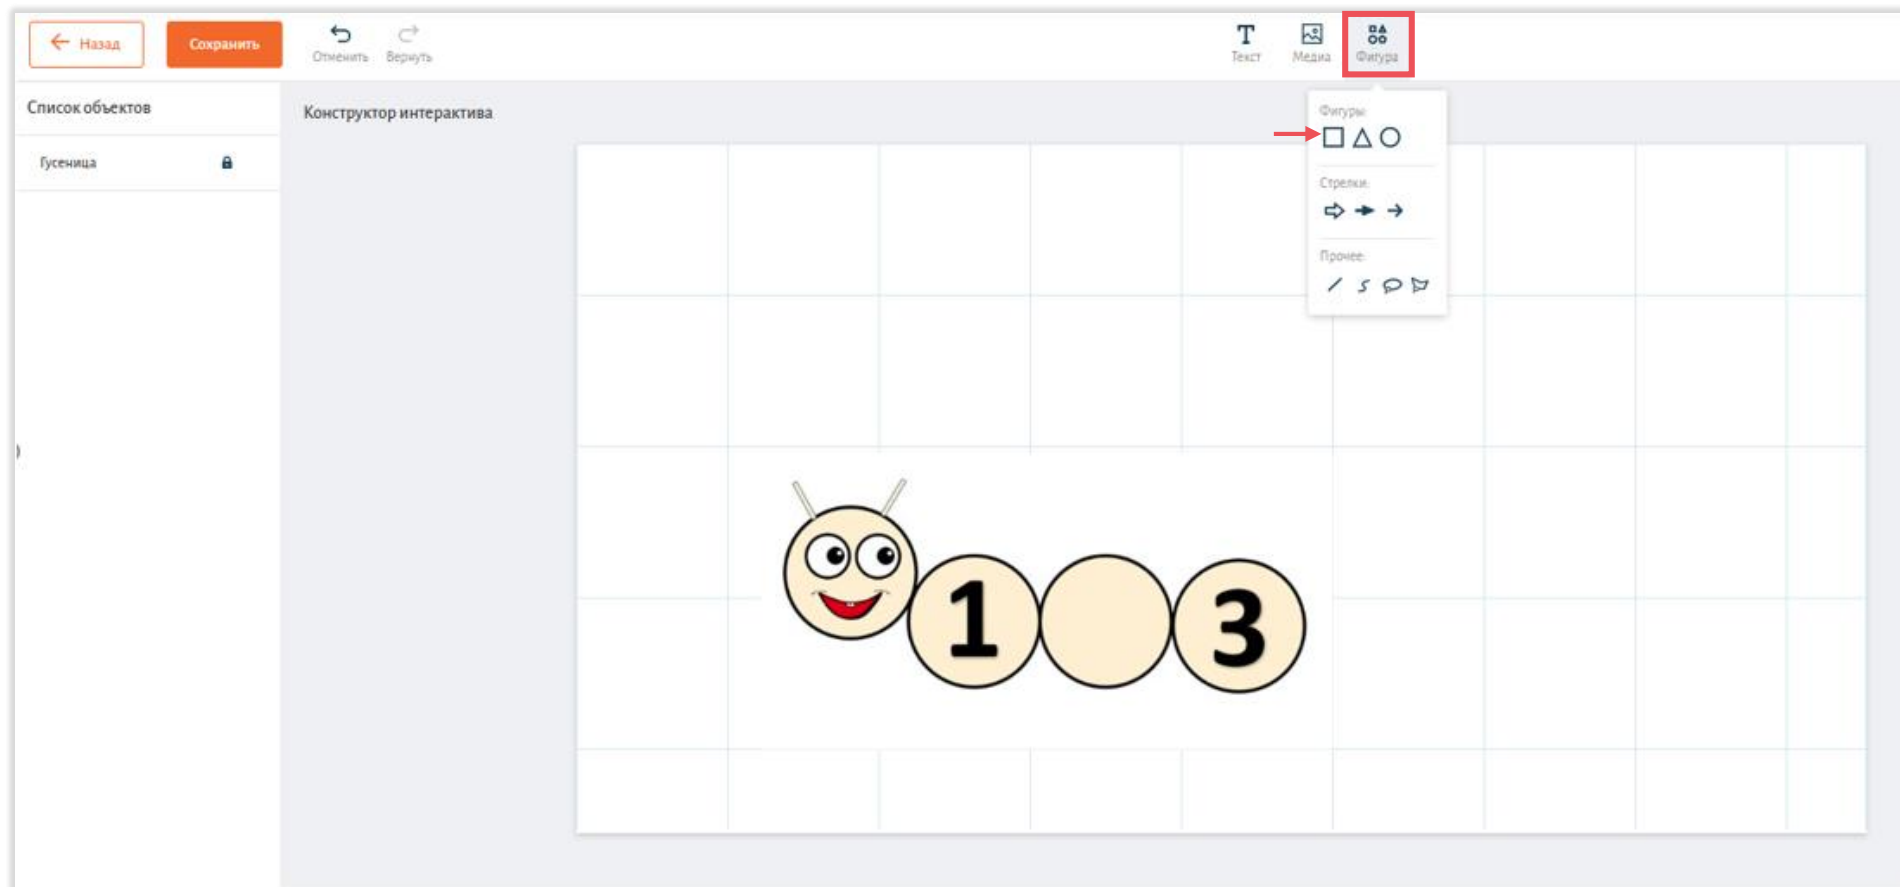 Назад
Сохранить
Отменить
Вернуть
Текст
Медиа
Фигура
Список объектов
Гусеница
Конструктор интерактива
Фигуры:
Стрелки:
Прочее:
1 3